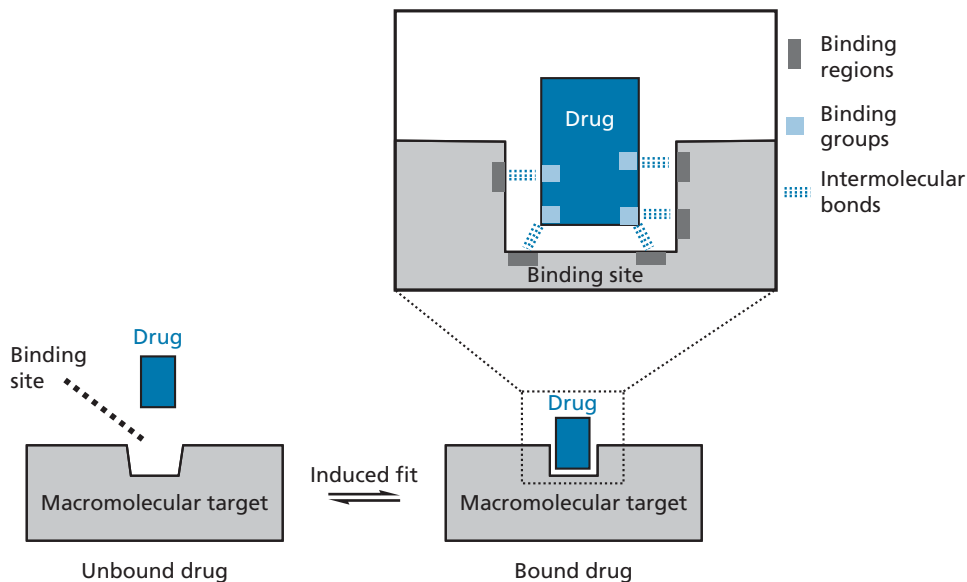 Binding
regions
Drug
Binding
groups
Intermolecular
bonds
Binding site
Drug
Binding
site
Drug
Induced fit
Macromolecular target
Macromolecular target
Unbound drug
Bound drug